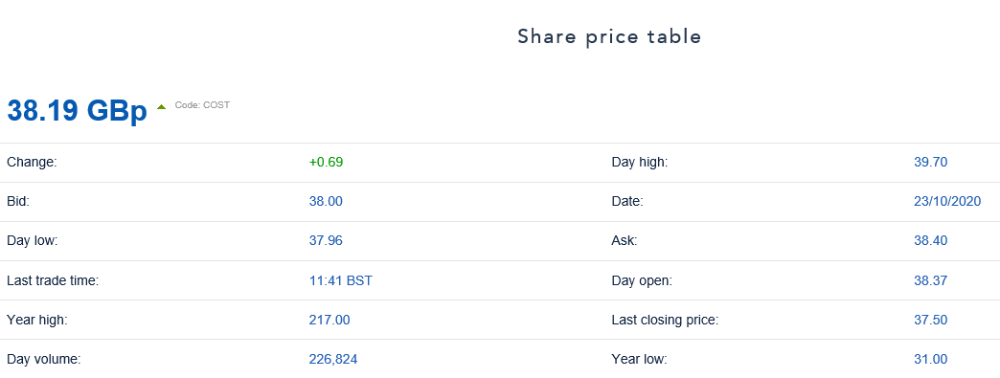 Share price table
38.19 GBp Code: COST
Change: +0.69 Day high: 39.70
Bid: 38.00 Date: 23/10/2020
Day low: 37.96 Ask: 38.40
Last trade time: 11:41 BST Day open: 38.37
Year high: 217.00 Last closing price: 37.50
Day volume: 226,824 Year low: 31.00